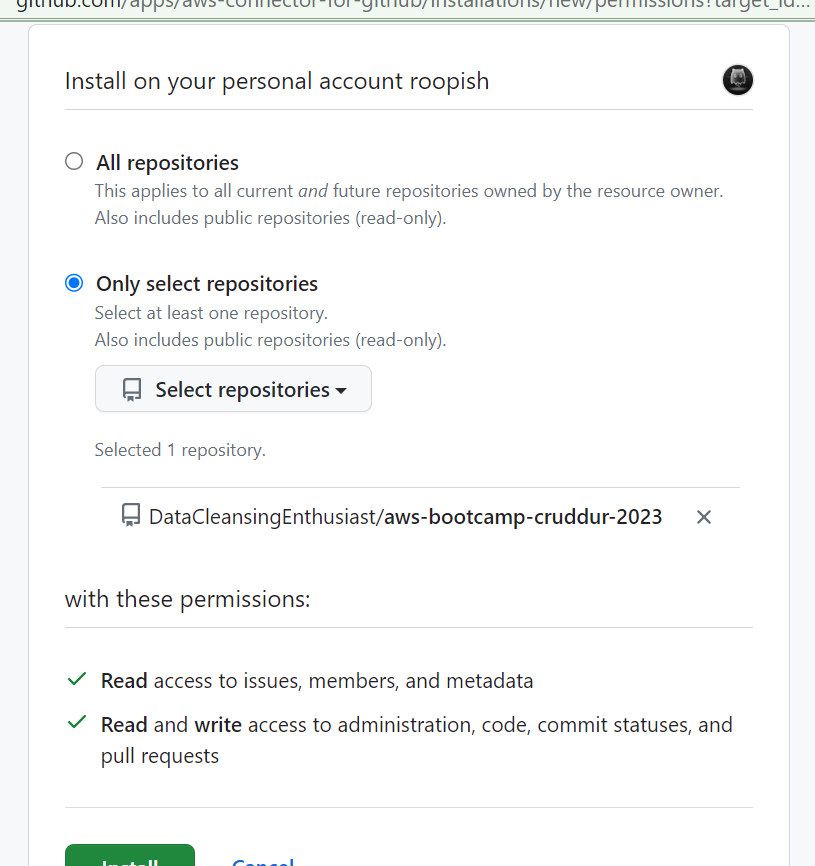 github.com/apps/aws-connector-for-github/installations/new/permissions?target_id...
Install on your personal account roopish
All repositories
This applies to all current and future repositories owned by the resource owner.
Also includes public repositories (read-only).
Only select repositories
Select at least one repository.
Also includes public repositories (read-only).
Select repositories
Selected 1 repository.
DataCleansingEnthusiast/aws-bootcamp-cruddur-2023
with these permissions:
Read access to issues, members, and metadata
Read and write access to administration, code, commit statuses, and
pull requests
Install Cancel